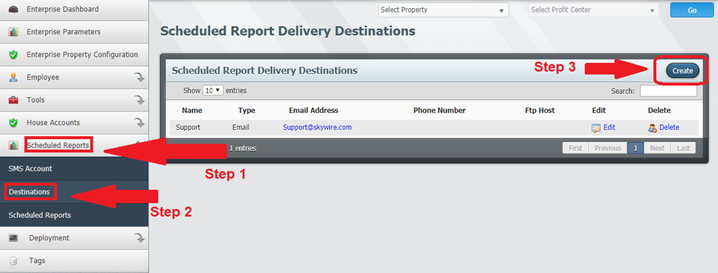 Enterprise Dashboard
Enterprise Parameters
Enterprise Property Configuration
Employee
Tools
House Accounts
Scheduled Reports
SMS Account
Destinations
Scheduled Reports
Deployment
Tags
Step 1
Step 2
Select Property
Select Profit Center
Go
Scheduled Report Delivery Destinations
Scheduled Report Delivery Destinations
Step 3
Create
Show 10 entries
Search:
Name Type Email Address Phone Number Ftp Host Edit Delete
Support Email Support@skywire.com Edit Delete
1 entries
First Previous 1 Next Last